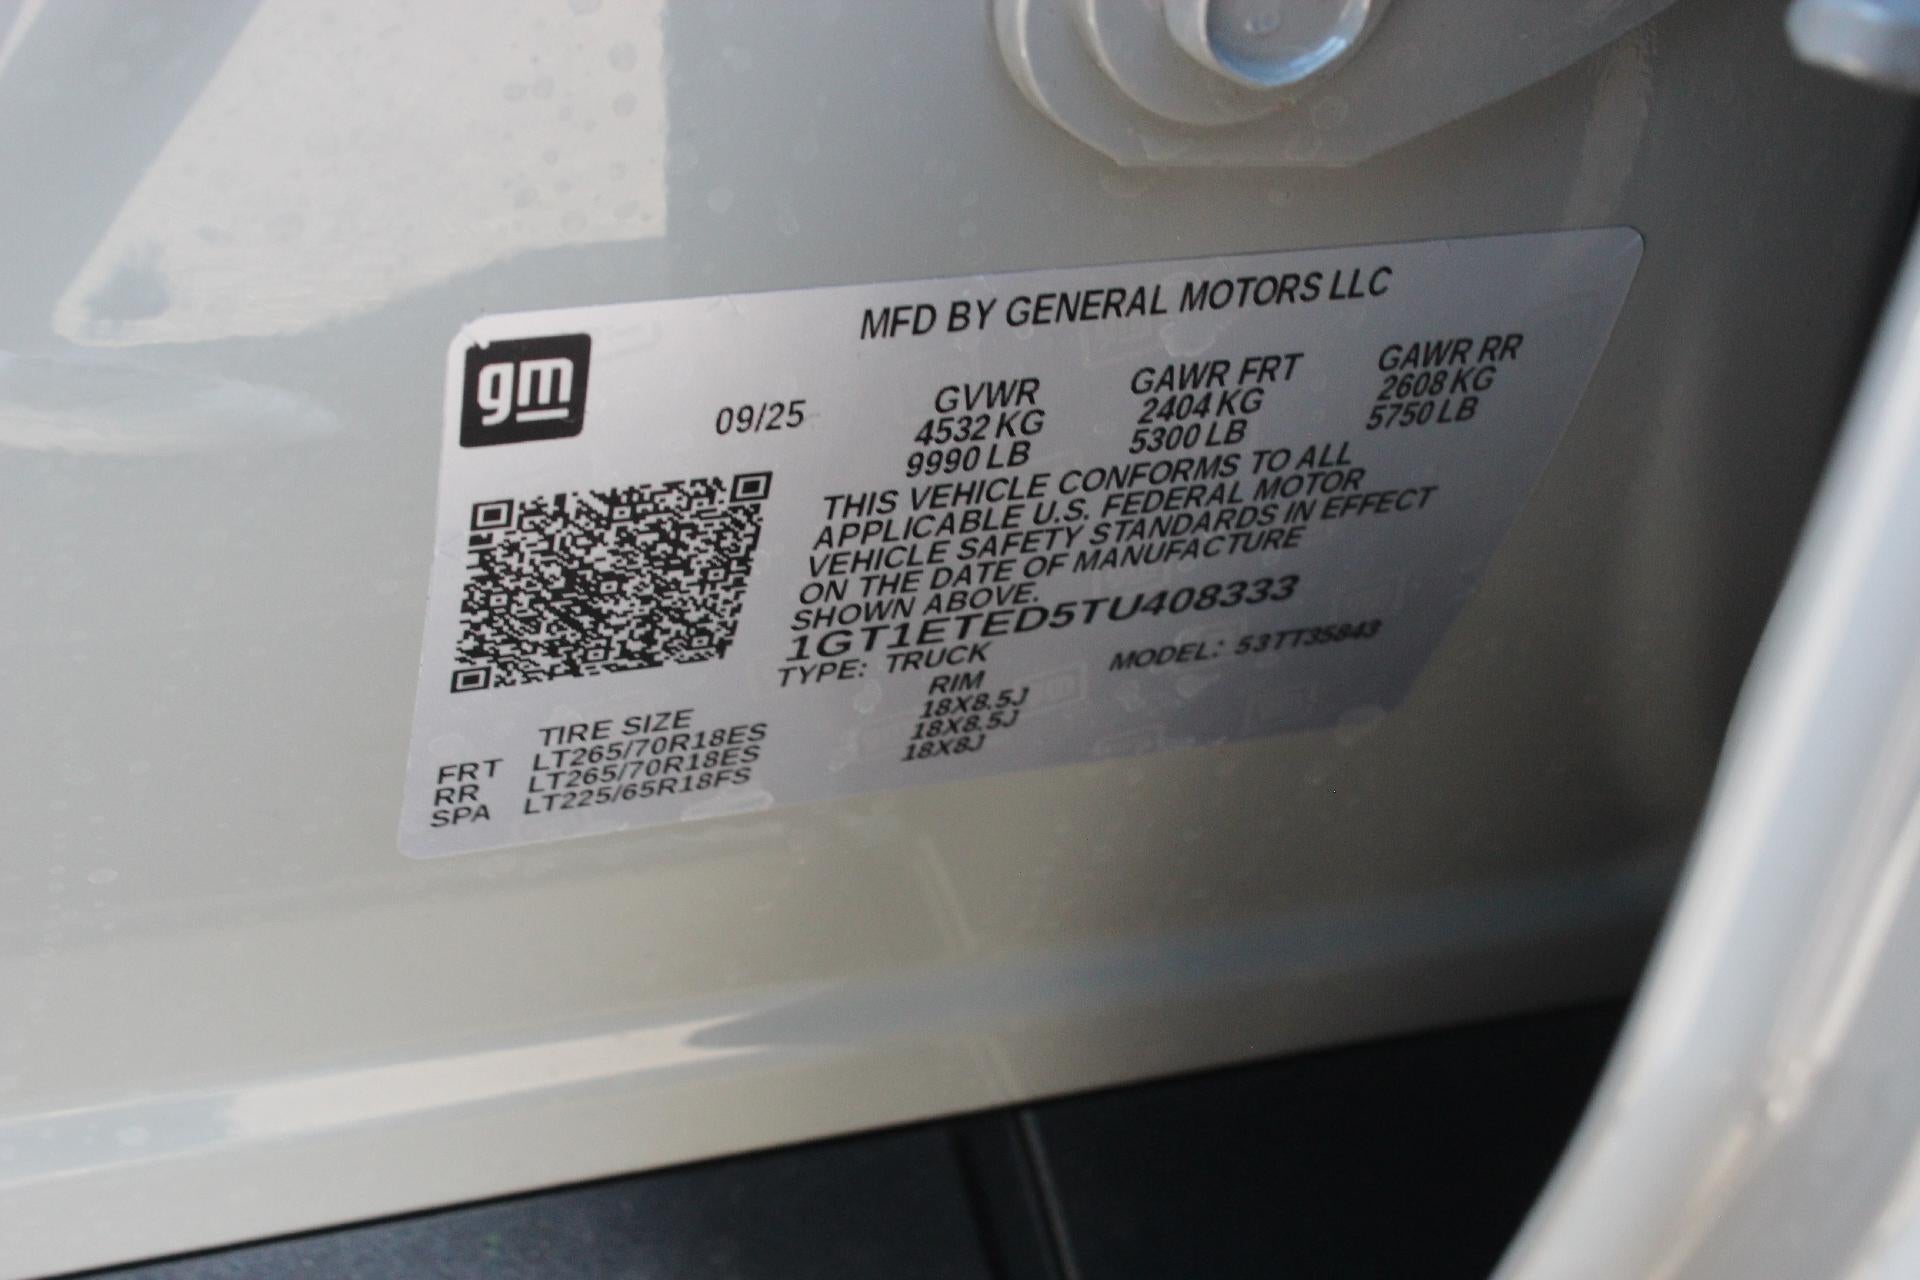 MFD BY GENERAL MOTORS LLC
gm
09/25
GVWR
4532 KG
9990 LB
GAWR FRT
2404 KG
5300 LB
GAWR RR
2608 KG
5750 LB
THIS VEHICLE CONFORMS TO ALL
APPLICABLE U.S. FEDERAL MOTOR
VEHICLE SAFETY STANDARDS IN EFFECT
ON THE DATE OF MANUFACTURE
SHOWN ABOVE.
1GT1ETED5TU408333
TYPE: TRUCK MODEL: 53TT35843
TIRE SIZE RIM
FRT LT265/70R18ES 18X8.5J
RR LT265/70R18ES 18X8.5J
SPA LT225/65R18FS 18X8J